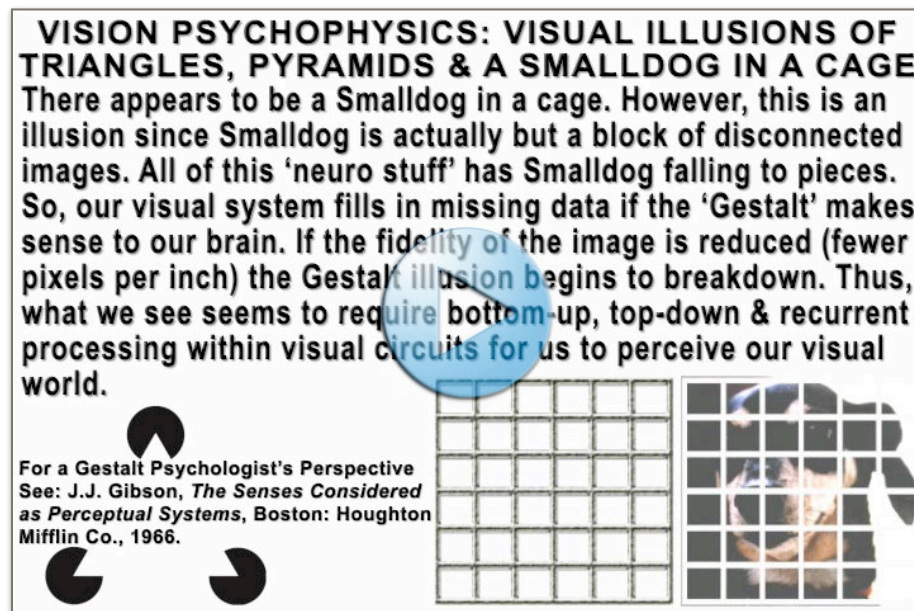 VISION PSYCHOPHYSICS: VISUAL ILLUSIONS OF
TRIANGLES, PYRAMIDS & A SMALLDOG IN A CAGE
There appears to be a Smalldog in a cage. However, this is an
illusion since Smalldog is actually but a block of disconnected
images. All of this ‘neuro stuff’ has Smalldog falling to pieces.
So, our visual system fills in missing data if the ‘Gestalt’ makes
sense to our brain. If the fidelity of the image is reduced (fewer
pixels per inch) the Gestalt illusion begins to breakdown. Thus,
what we see seems to require bottom-up, top-down & recurrent
processing within visual circuits for us to perceive our visual
world.
For a Gestalt Psychologist’s Perspective
See: J.J. Gibson, The Senses Considered
as Perceptual Systems, Boston: Houghton
Mifflin Co., 1966.